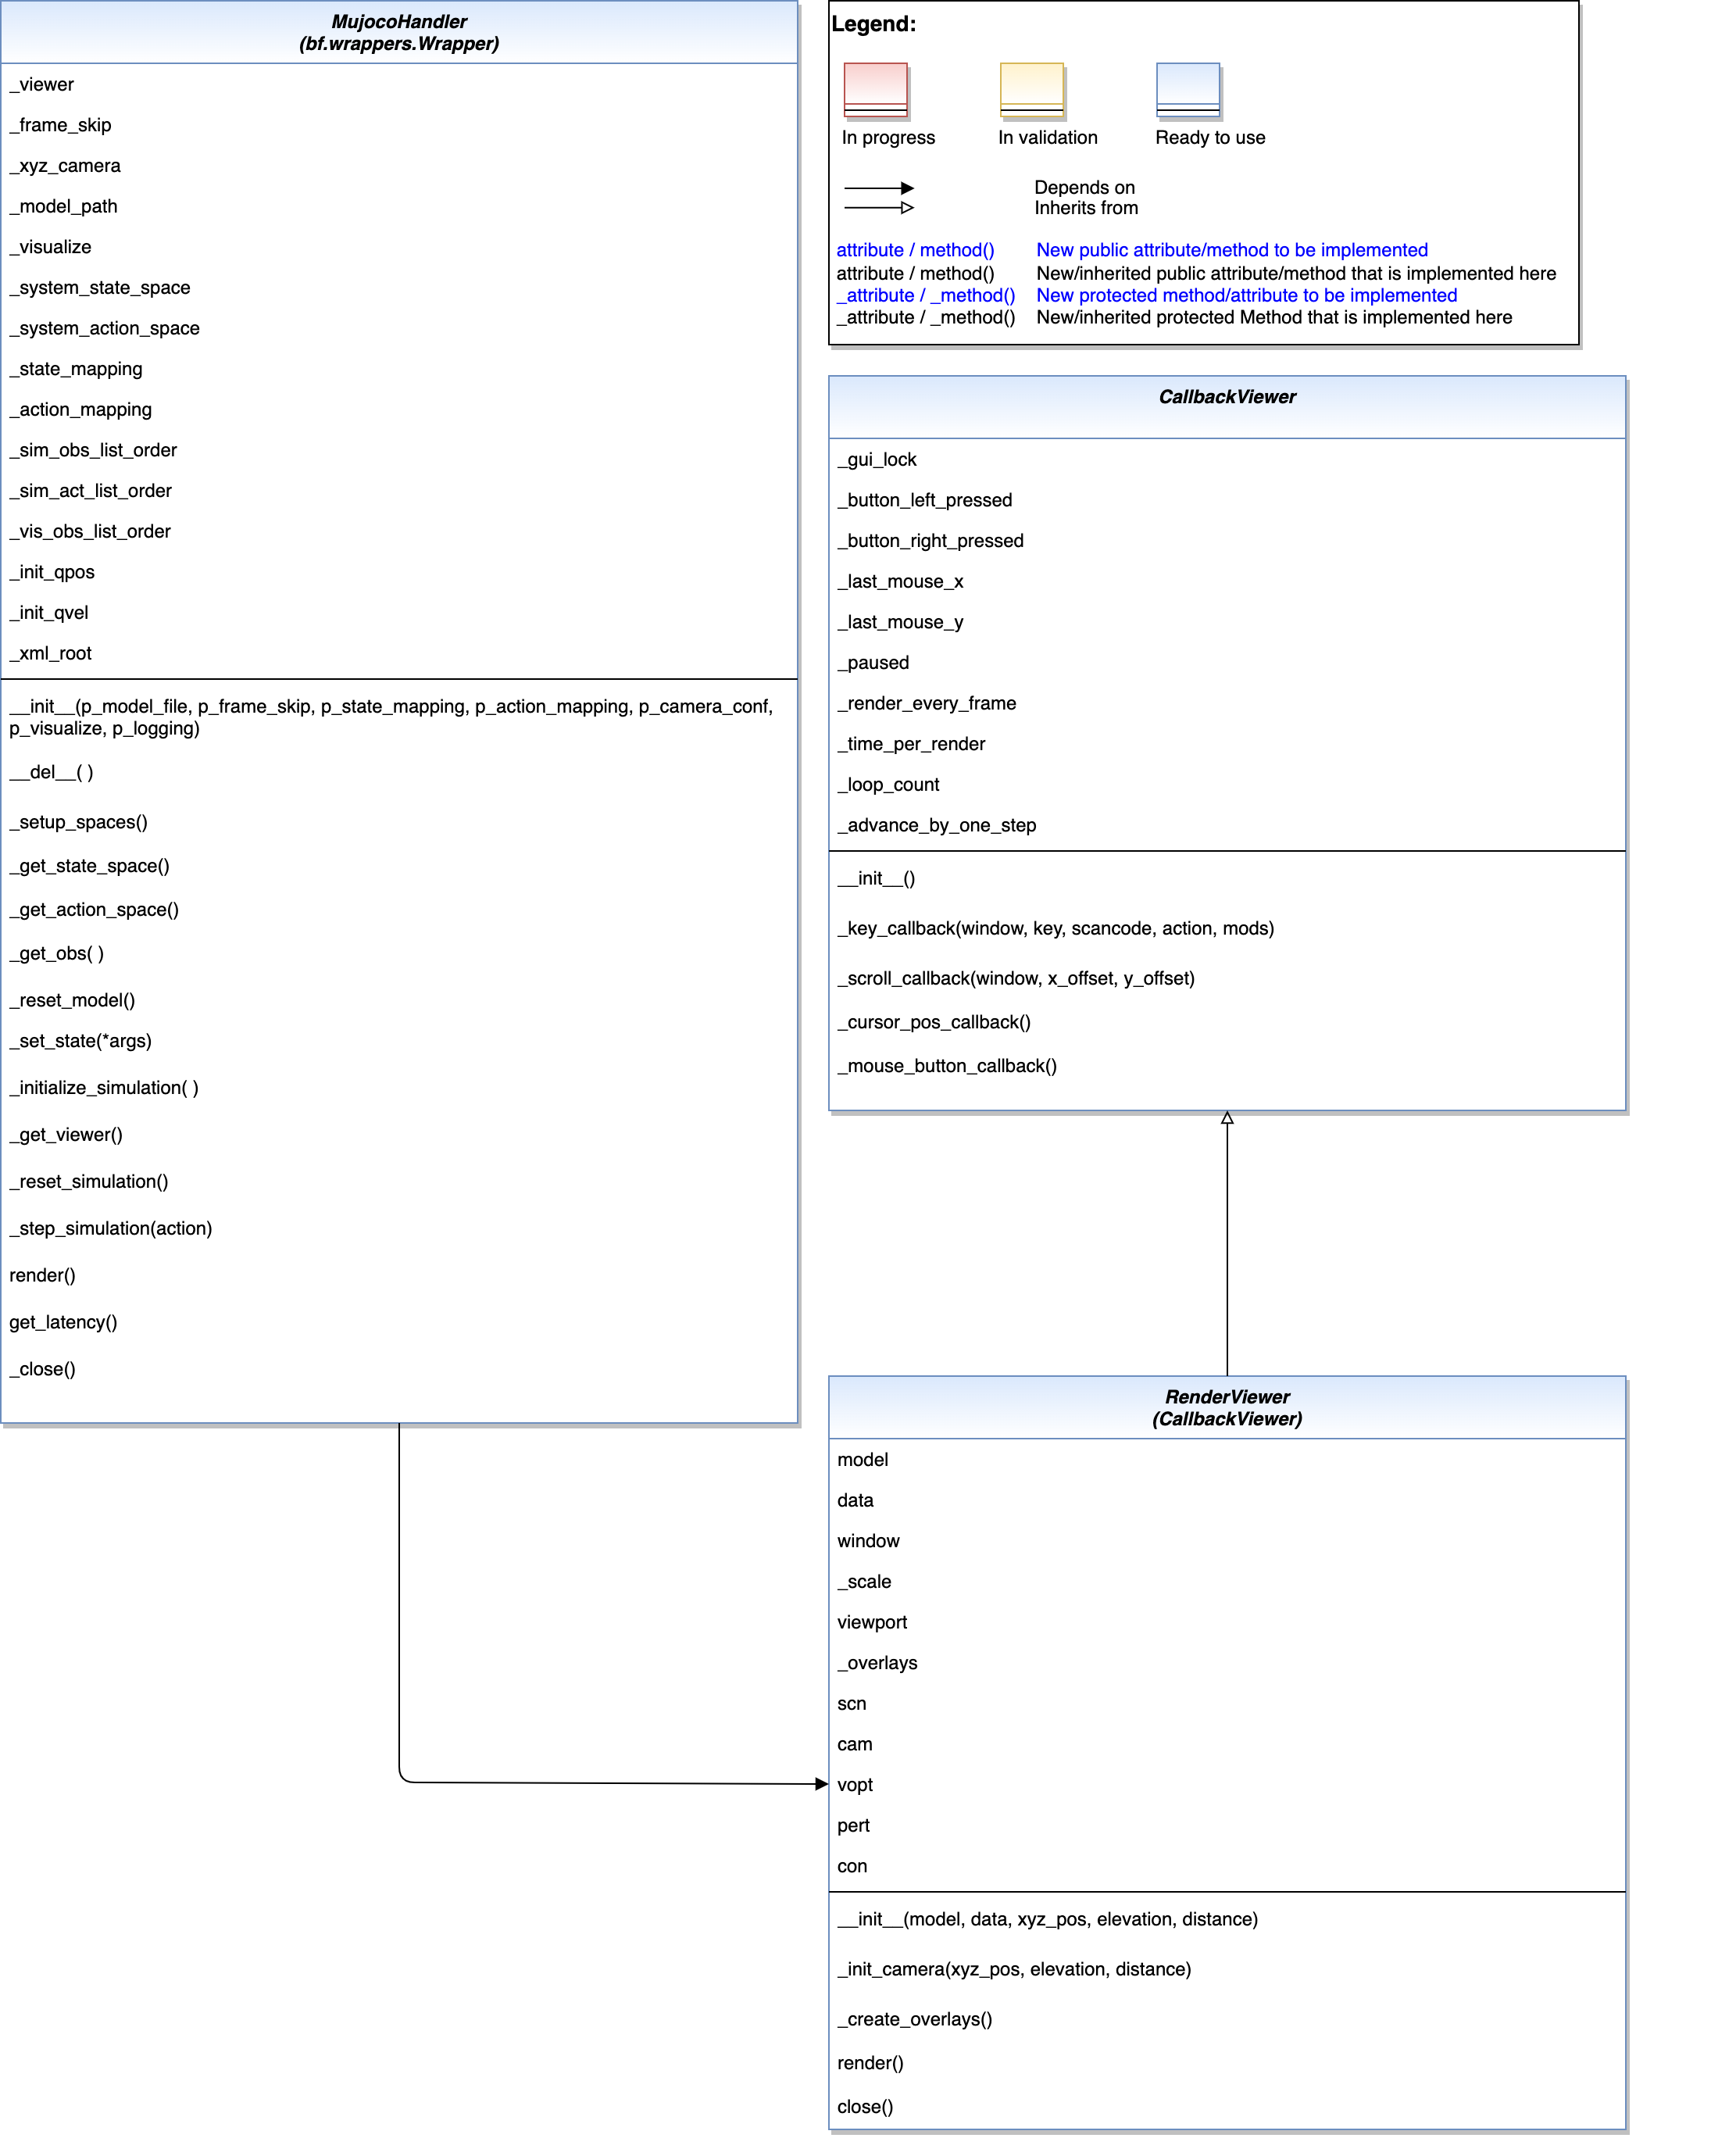 MujocoHandler
(bf.wrappers.Wrapper)
_viewer
_frame_skip
_xyz_camera
_model_path
_visualize
_system_state_space
_system_action_space
_state_mapping
_action_mapping
_sim_obs_list_order
_sim_act_list_order
_vis_obs_list_order
_init_qpos
_init_qvel
_xml_root
__init__(p_model_file, p_frame_skip, p_state_mapping, p_action_mapping, p_camera_conf,
p_visualize, p_logging)
__del__( )
_setup_spaces()
_get_state_space()
_get_action_space()
_get_obs( )
_reset_model()
_set_state(*args)
_initialize_simulation( )
_get_viewer()
_reset_simulation()
_step_simulation(action)
render()
get_latency()
_close()
Legend:
In progress
In validation
Ready to use
Depends on
Inherits from
attribute / method() New public attribute/method to be implemented
attribute / method() New/inherited public attribute/method that is implemented here
_attribute / _method() New protected method/attribute to be implemented
_attribute / _method() New/inherited protected Method that is implemented here
CallbackViewer
_gui_lock
_button_left_pressed
_button_right_pressed
_last_mouse_x
_last_mouse_y
_paused
_render_every_frame
_time_per_render
_loop_count
_advance_by_one_step
__init__()
_key_callback(window, key, scancode, action, mods)
_scroll_callback(window, x_offset, y_offset)
_cursor_pos_callback()
_mouse_button_callback()
RenderViewer
(CallbackViewer)
model
data
window
_scale
viewport
_overlays
scn
cam
vopt
pert
con
__init__(model, data, xyz_pos, elevation, distance)
_init_camera(xyz_pos, elevation, distance)
_create_overlays()
render()
close()